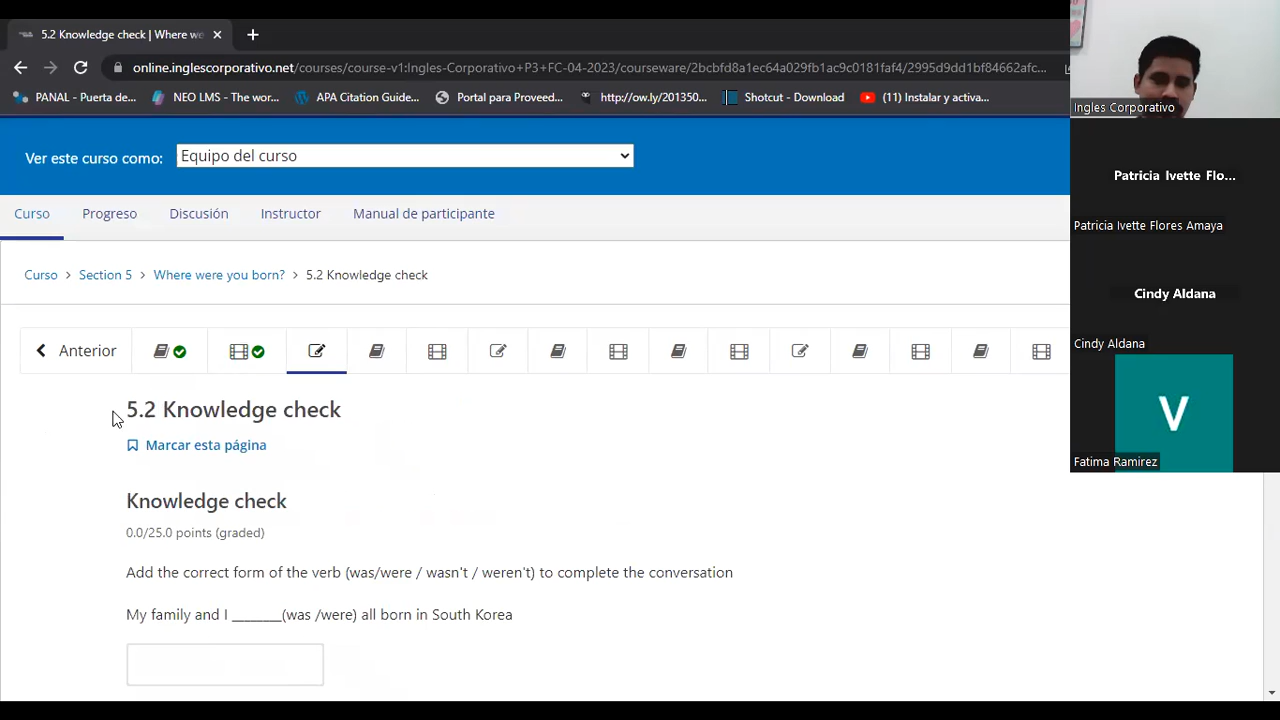 5.2 Knowledge check | Where we
online.inglescorporativo.net/courses/course-v1:Ingles-Corporativo+P3+FC-04-2023/courseware/2bcbfd8a1ec64a029fb1ac9c0181faf4/2995d9dd1bf84662afc...
PANAL - Puerta de... NEO LMS - The wor... APA Citation Guide... Portal para Proveed... http://ow.ly/201350... Shotcut - Download (11) Instalar y activa...
Ver este curso como: Equipo del curso
Curso Progreso Discusión Instructor Manual de participante
Curso > Section 5 > Where were you born? > 5.2 Knowledge check
Anterior
5.2 Knowledge check
Marcar esta página
Knowledge check
0.0/25.0 points (graded)
Add the correct form of the verb (was/were / wasn't / weren't) to complete the conversation
My family and I _______(was /were) all born in South Korea
Ingles Corporativo
Patricia Ivette Flo...
Patricia Ivette Flores Amaya
Cindy Aldana
Cindy Aldana
V
Fatima Ramirez